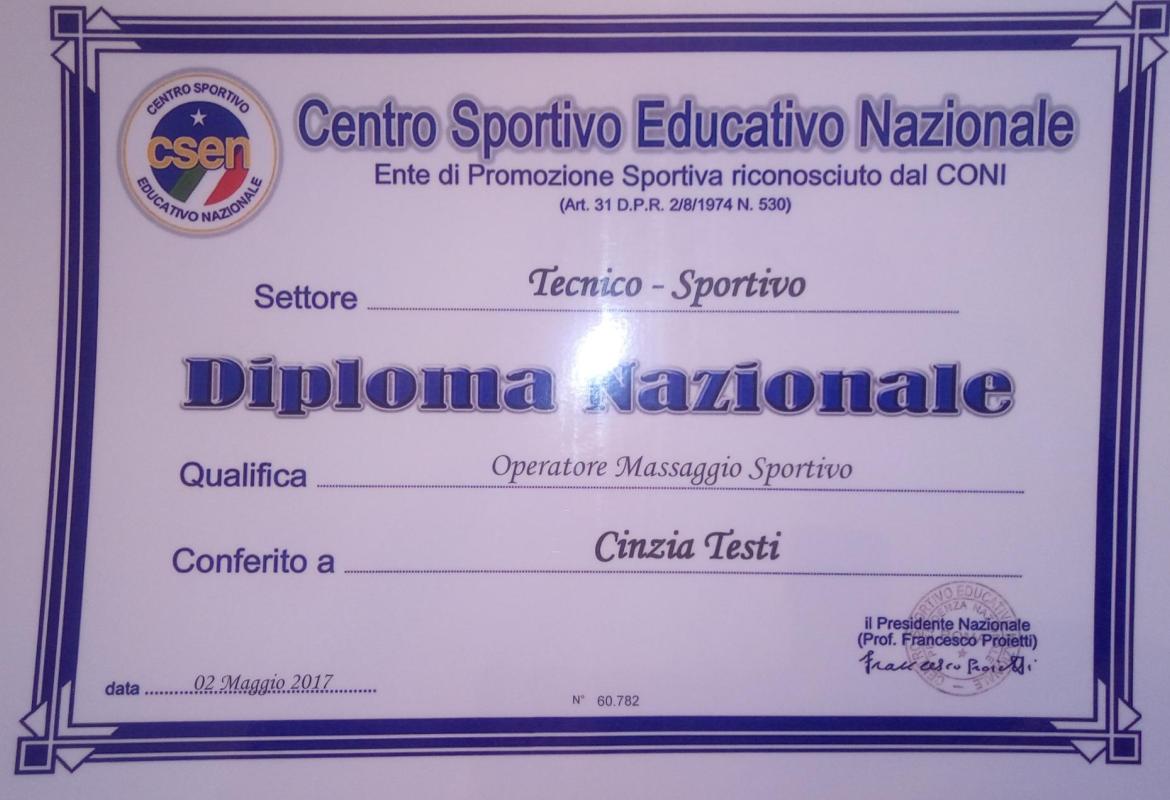 CENTRO SPORTIVO
csen
EDUCATIVO NAZIONALE
Centro Sportivo Educativo Nazionale
Ente di Promozione Sportiva riconosciuto dal CONI
(Art. 31 D.P.R. 2/8/1974 N. 530)
Settore Tecnico - Sportivo
Diploma Nazionale
Qualifica Operatore Massaggio Sportivo
Conferito a Cinzia Testi
il Presidente Nazionale
(Prof. Francesco Proietti)
Francesco Proietti
data 02 Maggio 2017
N° 60.782